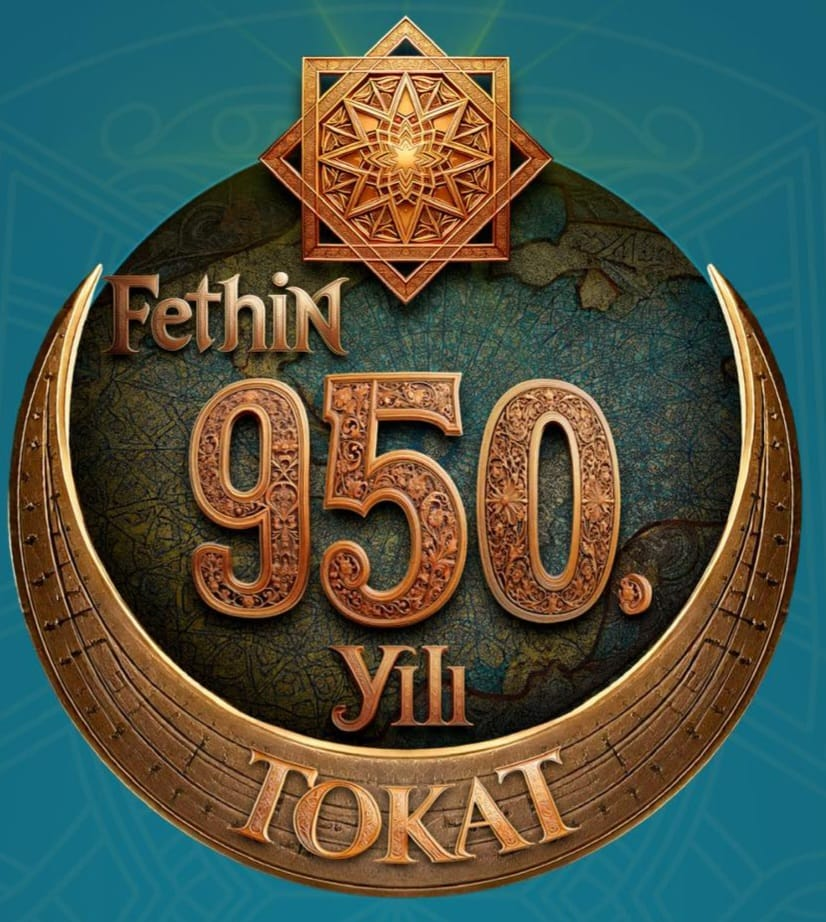 Fethin
950.
Yılı
TOKAT